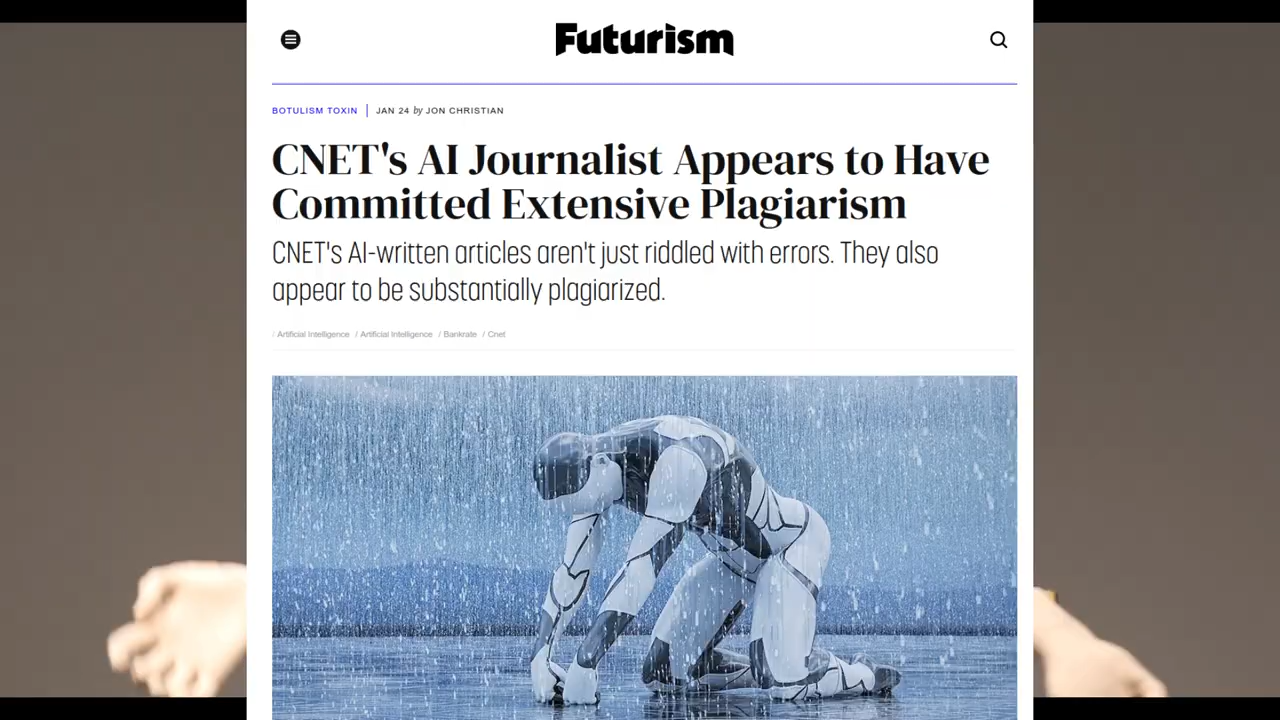 Futurism
BOTULISM TOXIN | JAN 24 by JON CHRISTIAN
CNET's AI Journalist Appears to Have
Committed Extensive Plagiarism
CNET's AI-written articles aren't just riddled with errors. They also
appear to be substantially plagiarized.
/ Artificial Intelligence / Artificial Intelligence / Bankrate / Cnet